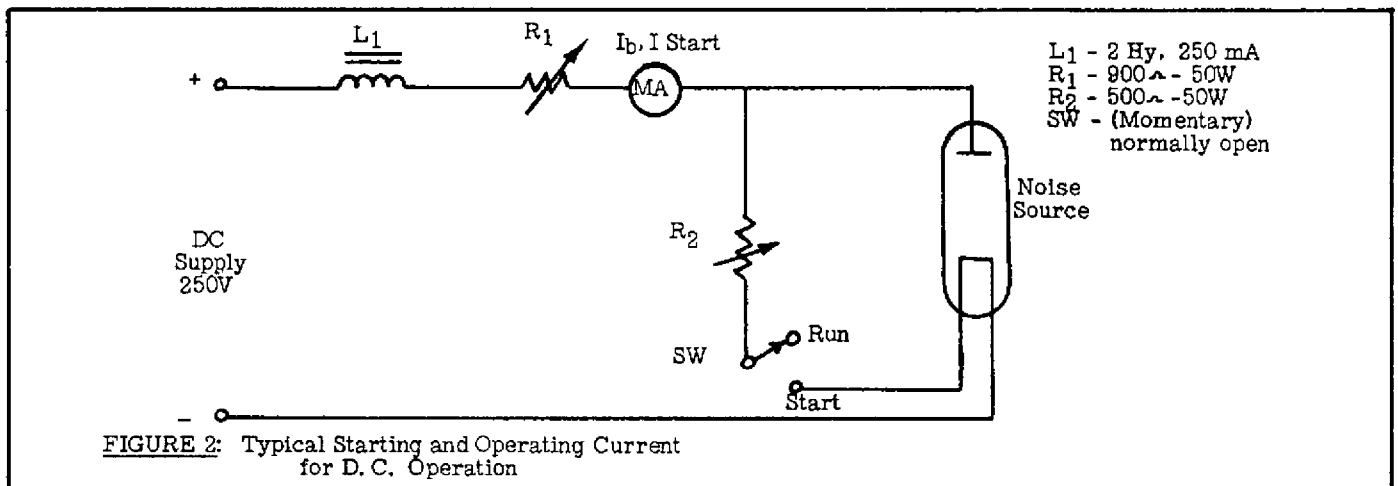 L1
R1
Ib, I Start
MA
+
L1 - 2 Hy, 250 mA
R1 - 900 ⌢ - 50W
R2 - 500 ⌢ -50W
SW - (Momentary)
normally open
Noise
Source
R2
DC
Supply
250V
SW
Run
Start
-
FIGURE 2: Typical Starting and Operating Current
for D. C. Operation